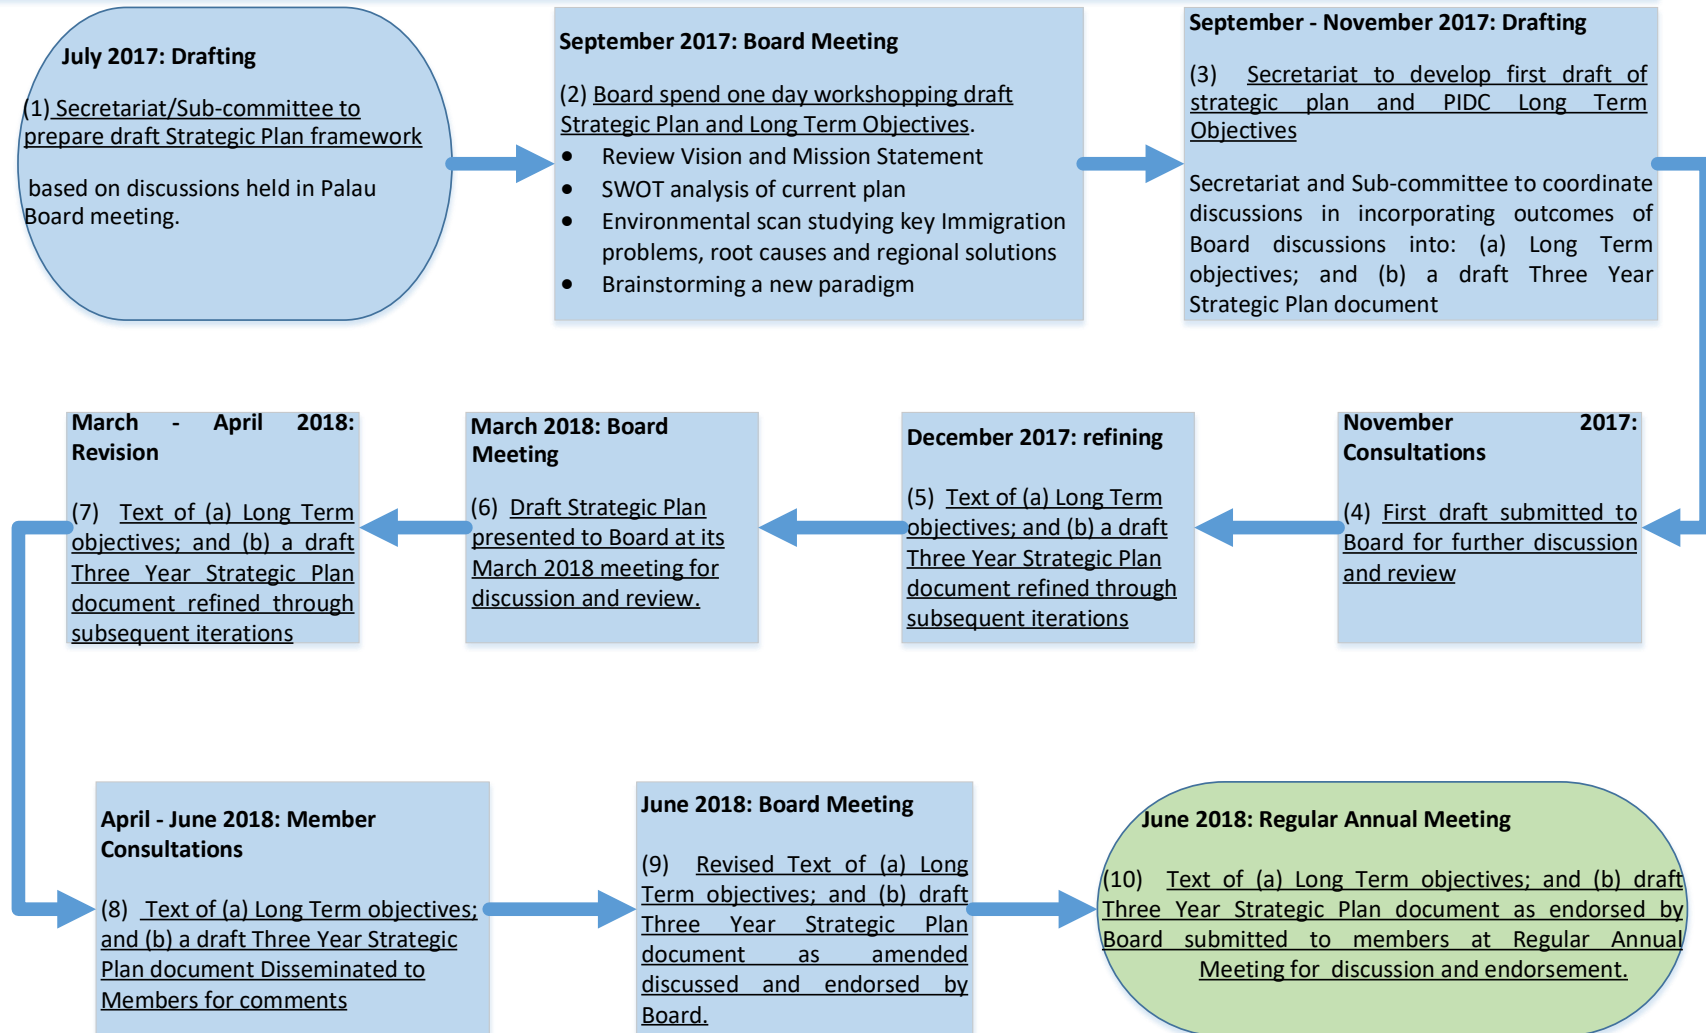 July 2017: Drafting
(1) Secretariat/Sub-committee to
prepare draft Strategic Plan framework
based on discussions held in Palau
Board meeting.
September 2017: Board Meeting
(2) Board spend one day workshopping draft
Strategic Plan and Long Term Objectives.
• Review Vision and Mission Statement
• SWOT analysis of current plan
• Environmental scan studying key Immigration
problems, root causes and regional solutions
• Brainstorming a new paradigm
September - November 2017: Drafting
(3) Secretariat to develop first draft of
strategic plan and PIDC Long Term
Objectives
Secretariat and Sub-committee to coordinate
discussions in incorporating outcomes of
Board discussions into: (a) Long Term
objectives; and (b) a draft Three Year
Strategic Plan document
November 2017:
Consultations
(4) First draft submitted to
Board for further discussion
and review
December 2017: refining
(5) Text of (a) Long Term
objectives; and (b) a draft
Three Year Strategic Plan
document refined through
subsequent iterations
March 2018: Board
Meeting
(6) Draft Strategic Plan
presented to Board at its
March 2018 meeting for
discussion and review.
March - April 2018:
Revision
(7) Text of (a) Long Term
objectives; and (b) a draft
Three Year Strategic Plan
document refined through
subsequent iterations
April - June 2018: Member
Consultations
(8) Text of (a) Long Term objectives;
and (b) a draft Three Year Strategic
Plan document Disseminated to
Members for comments
June 2018: Board Meeting
(9) Revised Text of (a) Long
Term objectives; and (b) draft
Three Year Strategic Plan
document as amended
discussed and endorsed by
Board.
June 2018: Regular Annual Meeting
(10) Text of (a) Long Term objectives; and (b) draft
Three Year Strategic Plan document as endorsed by
Board submitted to members at Regular Annual
Meeting for discussion and endorsement.